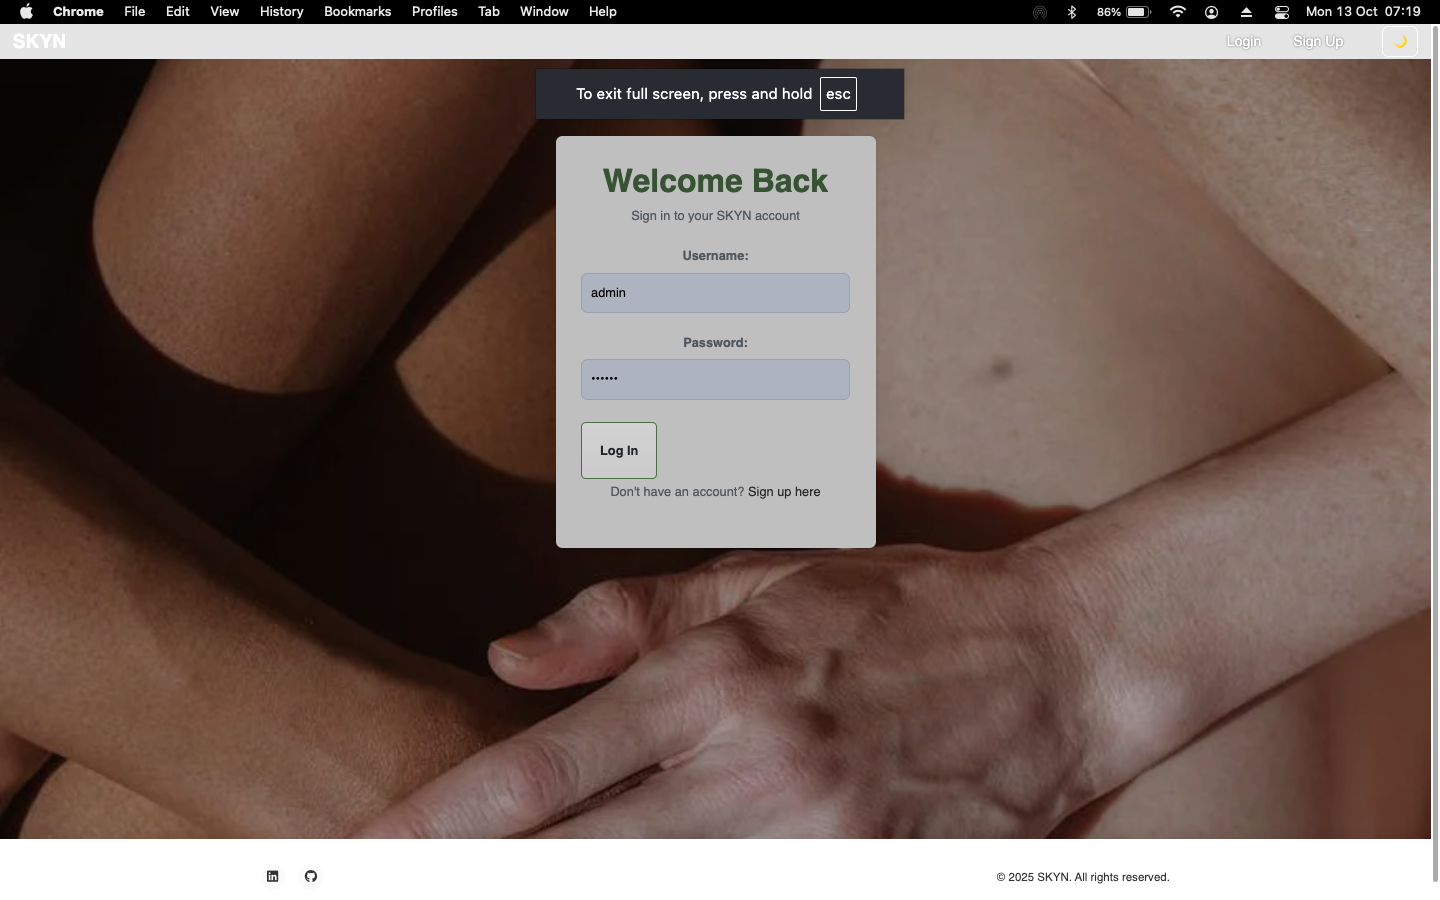 Chrome File Edit View History Bookmarks Profiles Tab Window Help 86% Mon 13 Oct 07:19
SKYN Login Sign Up
To exit full screen, press and hold esc
Welcome Back
Sign in to your SKYN account
Username:
admin
Password:
••••••
Log In
Don't have an account? Sign up here
© 2025 SKYN. All rights reserved.